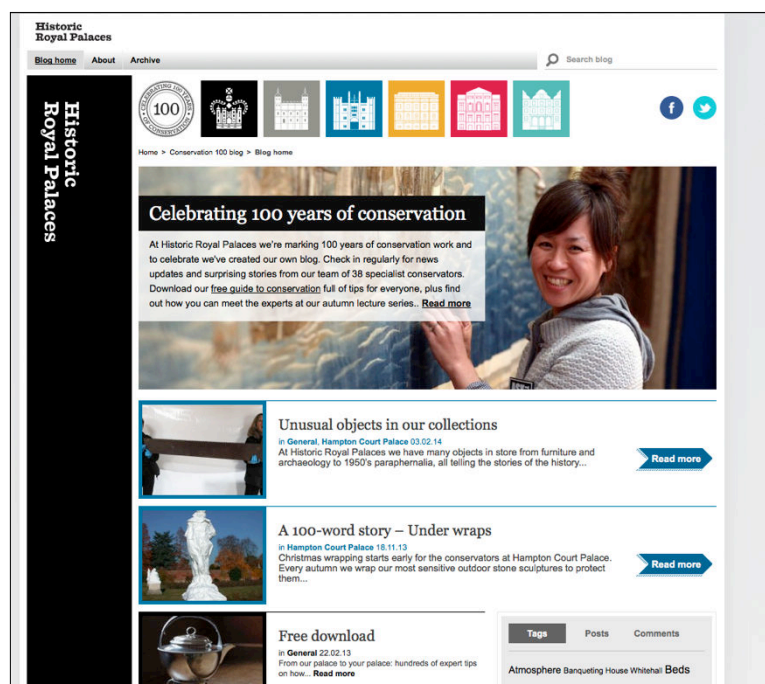 Historic
Royal Palaces
Blog home About Archive
Search blog
Historic
Royal Palaces
CELEBRATING 100 YEARS
100
OF CONSERVATION
Home > Conservation 100 blog > Blog home
Celebrating 100 years of conservation
At Historic Royal Palaces we're marking 100 years of conservation work and
to celebrate we've created our own blog. Check in regularly for news
updates and surprising stories from our team of 38 specialist conservators.
Download our free guide to conservation full of tips for everyone, plus find
out how you can meet the experts at our autumn lecture series.. Read more
Unusual objects in our collections
in General, Hampton Court Palace 03.02.14
At Historic Royal Palaces we have many objects in store from furniture and
archaeology to 1950's paraphernalia, all telling the stories of the history...
Read more
A 100-word story – Under wraps
in Hampton Court Palace 18.11.13
Christmas wrapping starts early for the conservators at Hampton Court Palace.
Every autumn we wrap our most sensitive outdoor stone sculptures to protect
them...
Read more
Free download
in General 22.02.13
From our palace to your palace: hundreds of expert tips
on how... Read more
Tags Posts Comments
Atmosphere Banqueting House Whitehall Beds